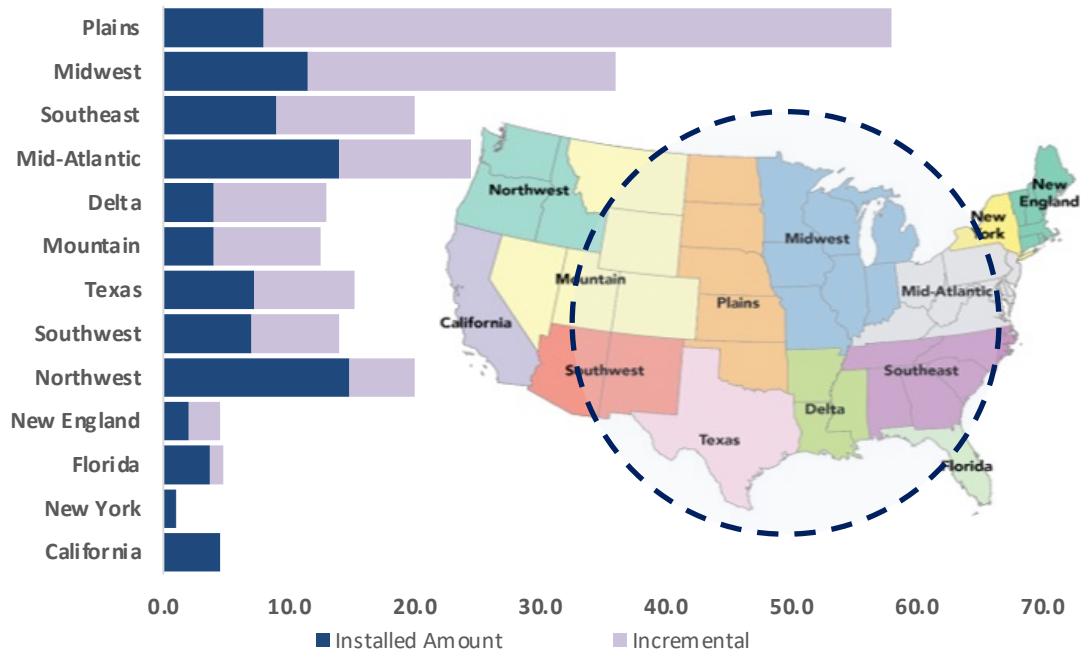 Plains
Midwest
Southeast
Mid-Atlantic
Delta
Mountain
Texas
Southwest
Northwest
New England
Florida
New York
California
0.0 10.0 20.0 30.0 40.0 50.0 60.0 70.0
Installed Amount Incremental
Northwest
New
England
New
York
Midwest
Mountain
Mid-Atlantic
Plains
California
Southwest
Southeast
Delta
Texas
Florida